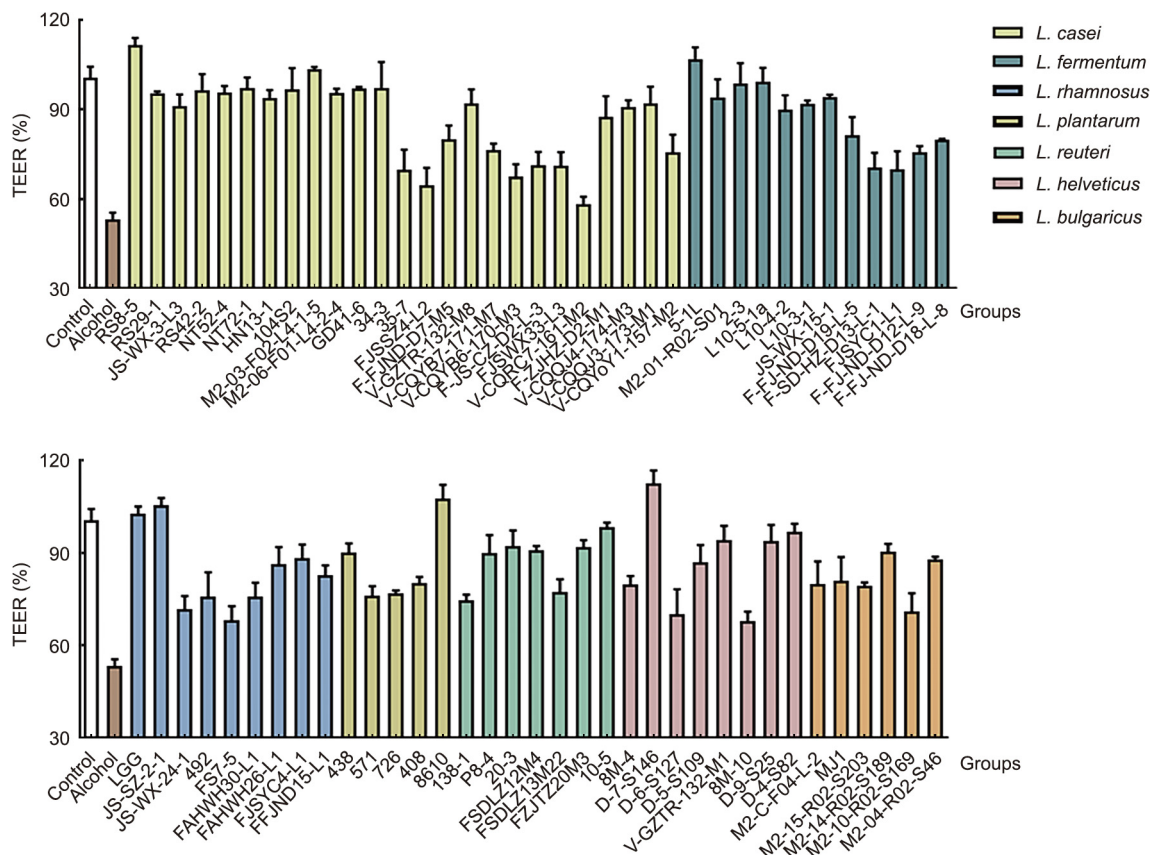 TEER (%)
120
90
60
30
Control
Alcohol
RS8-5
RS29-1
JS-WX-3-L3
RS42-2
NT52-4
NT72-1
HN13-1
104S2
M2-03-F02-L4-1-5
M2-06-F01-L4-2-4
GD41-6
34-3
35-7
FJSSZ4-L2
F-FJND-D7-M5
V-GZTR-132-M8
V-CQYB7-171-M7
V-CQYB6-170-M3
F-JS-CZ-D2-L-3
FJSWX33-L3
V-CQRC7-161-M2
F-ZJHZ-D2-M1
V-CQQJ4-174-M3
V-CQQJ3-173-M1
V-CQYoY1-157-M2
5-1L
M2-01-R02-S01
2-3
L10-5-1a
L10-4-2
L10-3-1
JS-WX-15-1
F-FJ-ND-D19-L-5
F-SD-HZ-D13-L-1
FJSYC1-L1
F-FJ-ND-D12-L-9
F-FJ-ND-D18-L-8
Groups
L. casei
L. fermentum
L. rhamnosus
L. plantarum
L. reuteri
L. helveticus
L. bulgaricus
TEER (%)
120
90
60
30
Control
Alcohol
LGG
JS-SZ-2-1
JS-WX-24-1
492
FS7-5
FAHWH30-L1
FAHWH26-L1
FJSYC4-L1
FFJND15-L1
438
571
726
408
8610
138-1
P8-4
20-3
FSDLZ12M4
FSDLZ13M22
FZJTZ20M3
10-5
8M-4
D-7-S146
D-6-S127
D-5-S109
V-GZTR-132-M1
8M-10
D-9-S25
D-4-S82
M2-C-F04-L-2
MJ1
M2-15-R02-S203
M2-14-R02-S189
M2-10-R02-S169
M2-04-R02-S46
Groups